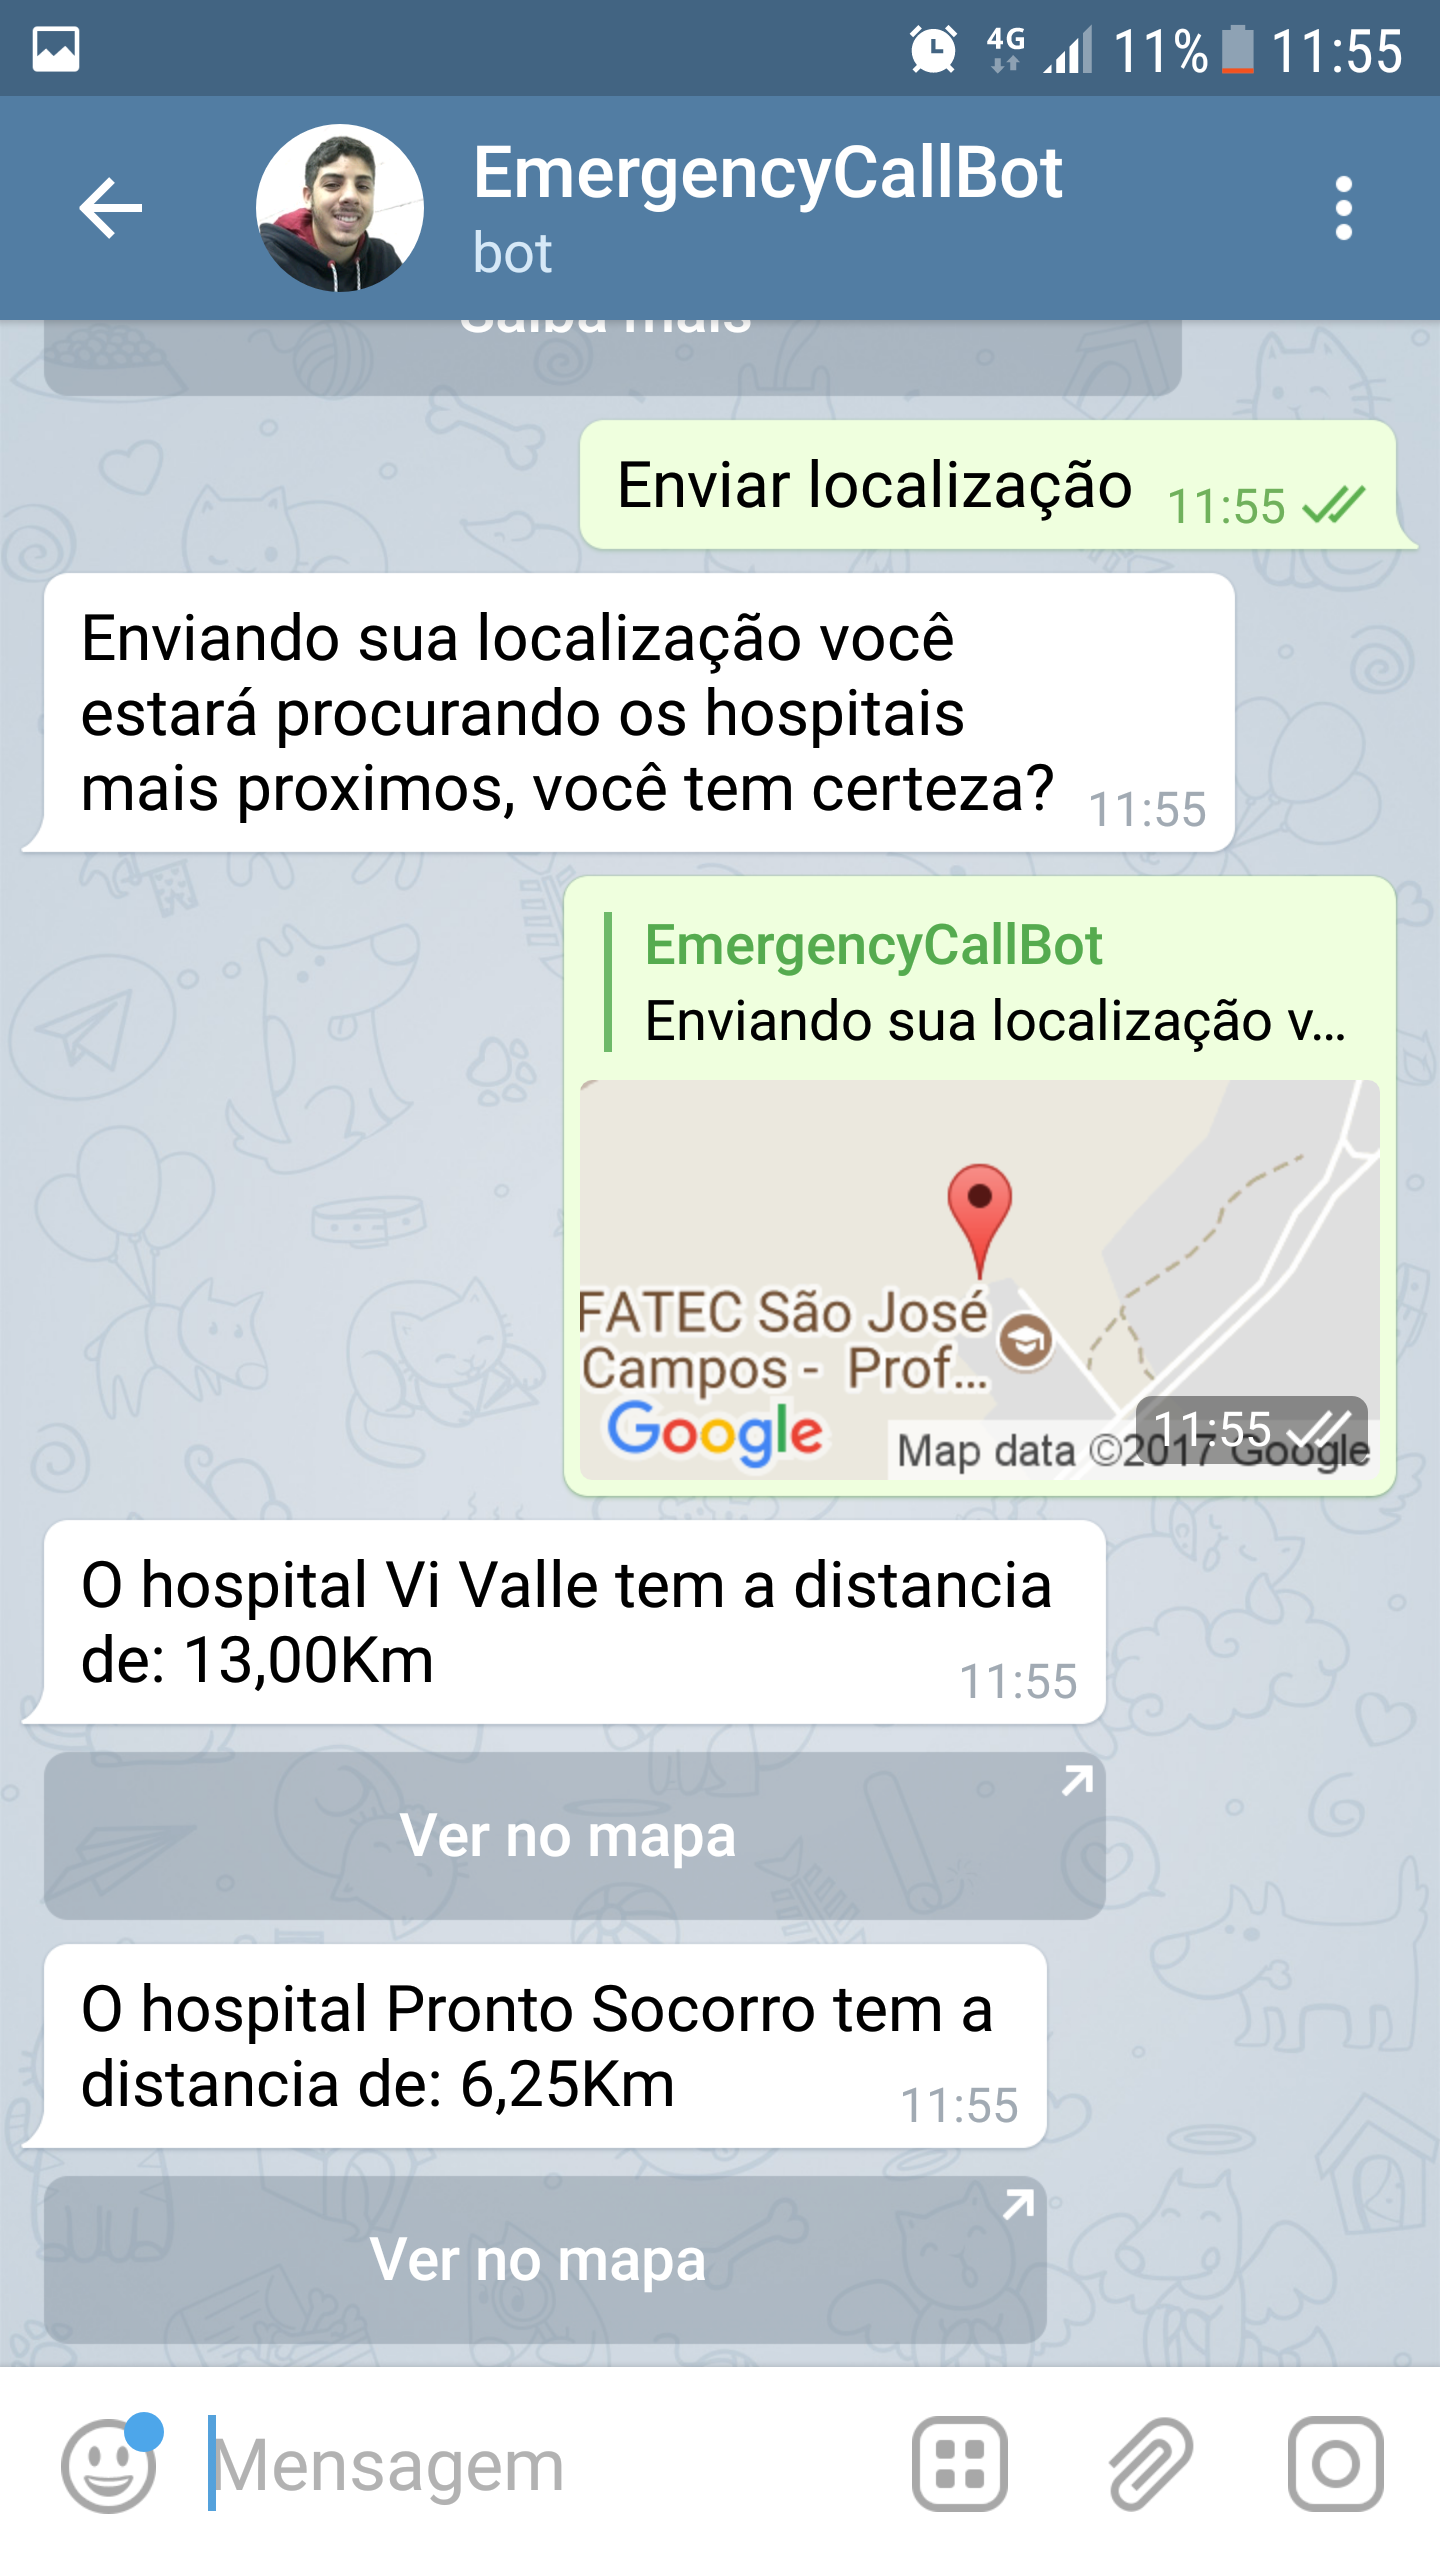 4G 11% 11:55
EmergencyCallBot
bot
Saiba mais
Enviar localização 11:55
Enviando sua localização você
estará procurando os hospitais
mais proximos, você tem certeza? 11:55
EmergencyCallBot
Enviando sua localização v...
FATEC São José
Campos - Prof...
Google
Map data ©2017 Google
11:55
O hospital Vi Valle tem a distancia
de: 13,00Km
11:55
Ver no mapa
O hospital Pronto Socorro tem a
distancia de: 6,25Km
11:55
Ver no mapa
Mensagem